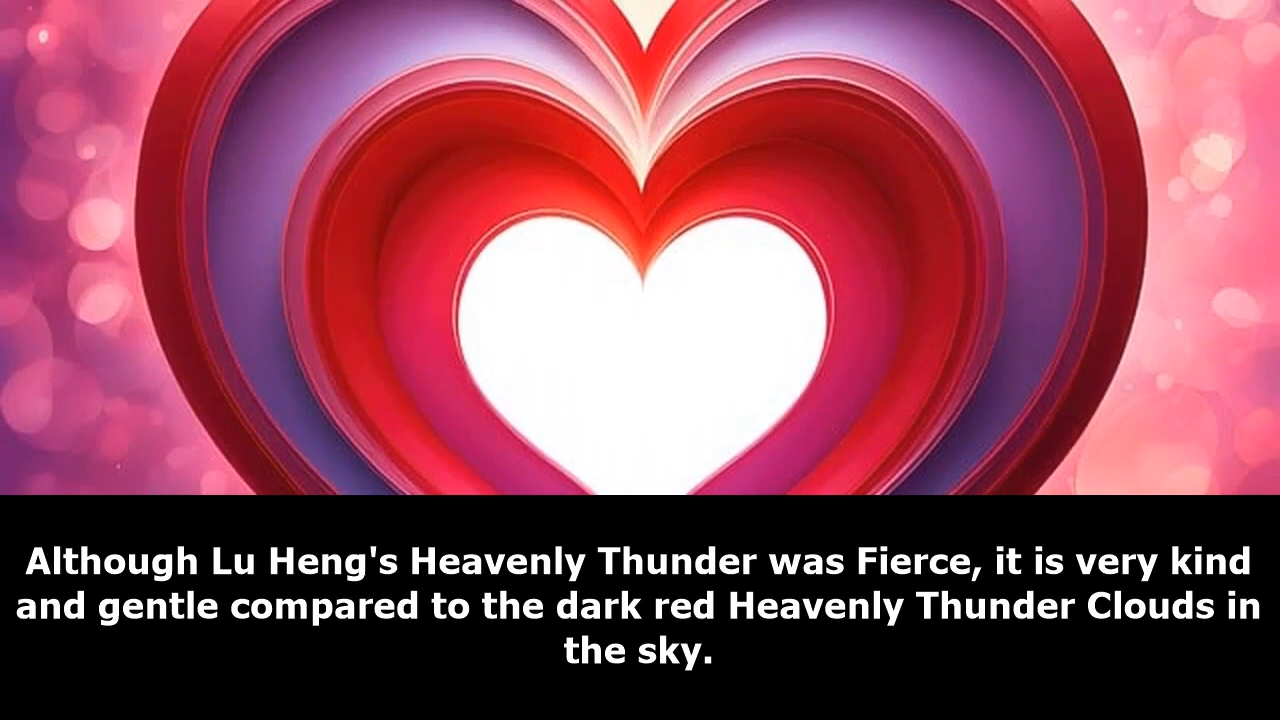 Although Lu Heng's Heavenly Thunder was Fierce, it is very kind
and gentle compared to the dark red Heavenly Thunder Clouds in
the sky.